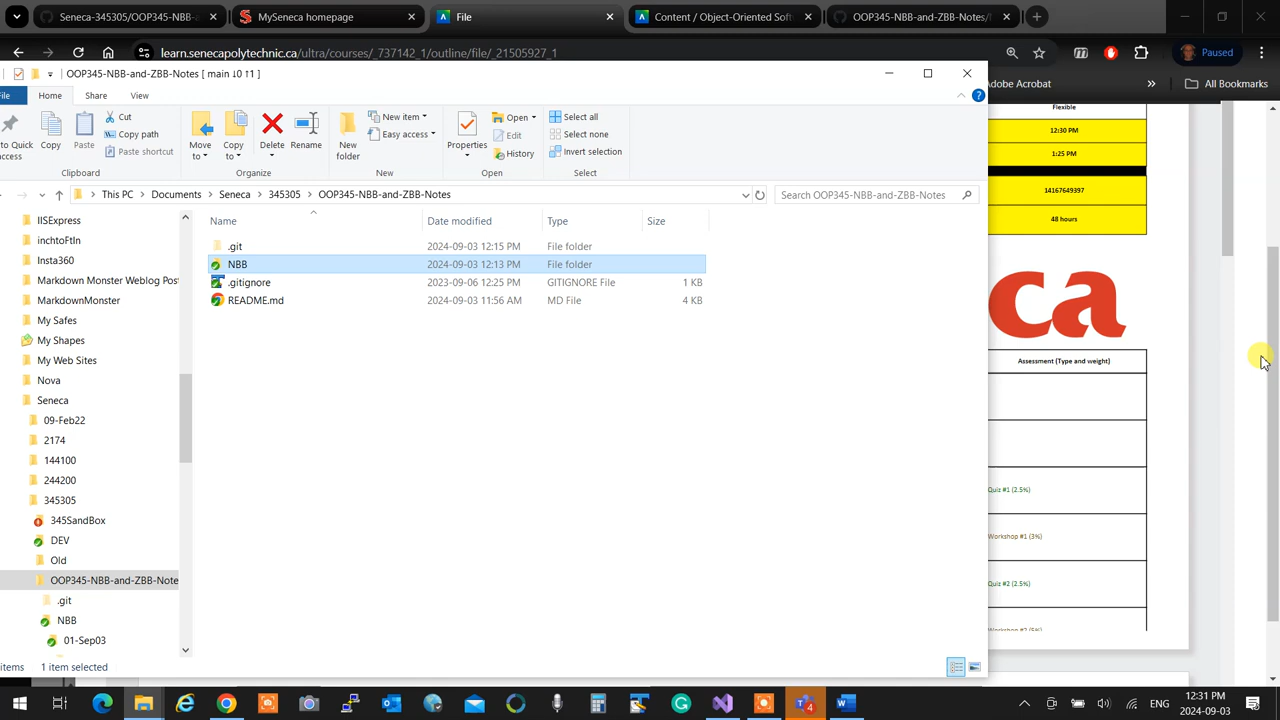 Seneca-345305/OOP345-NBB- × MySeneca homepage × File × Content / Object-Oriented Soft × OOP345-NBB-and-ZBB-Notes/ × +
learn.senecapolytechnic.ca/ultra/courses/_737142_1/outline/file/_21505927_1 Paused
Adobe Acrobat » All Bookmarks
OOP345-NBB-and-ZBB-Notes [ main ↓0 ↑1 ]
File Home Share View
to Quick access
Copy
Paste
Cut
Copy path
Paste shortcut
Clipboard
Move to
Copy to
Delete
Rename
Organize
New folder
New item
Easy access
New
Properties
Open
Edit
History
Open
Select all
Select none
Invert selection
Select
This PC > Documents > Seneca > 345305 > OOP345-NBB-and-ZBB-Notes
Search OOP345-NBB-and-ZBB-Notes
Name Date modified Type Size
.git 2024-09-03 12:15 PM File folder
NBB 2024-09-03 12:13 PM File folder
.gitignore 2023-09-06 12:25 PM GITIGNORE File 1 KB
README.md 2024-09-03 11:56 AM MD File 4 KB
IISExpress
inchtoFtIn
Insta360
Markdown Monster Weblog Post
MarkdownMonster
My Safes
My Shapes
My Web Sites
Nova
Seneca
09-Feb22
2174
144100
244200
345305
345SandBox
DEV
Old
OOP345-NBB-and-ZBB-Note
.git
NBB
01-Sep03
items 1 item selected
Flexible
12:30 PM
1:25 PM
14167649397
48 hours
ca
Assessment (Type and weight)
Quiz #1 (2.5%)
Workshop #1 (3%)
Quiz #2 (2.5%)
4
ENG
12:31 PM
2024-09-03